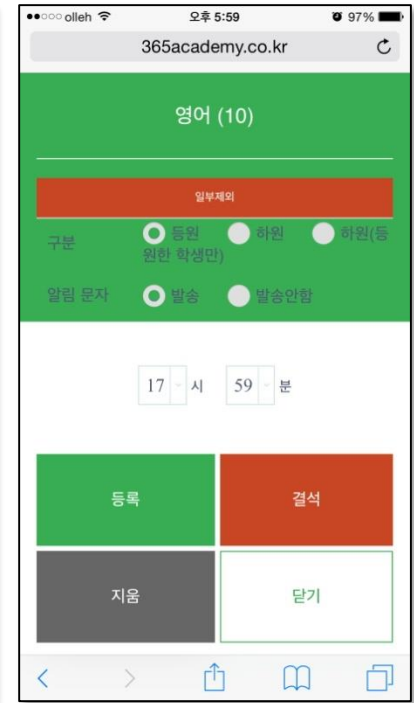 olleh 오후 5:59 97%
365academy.co.kr
영어 (10)
일부제외
구분 등원 하원 하원(등
원한 학생만)
알림 문자 발송 발송안함
17 시 59 분
등록 결석
지움 닫기